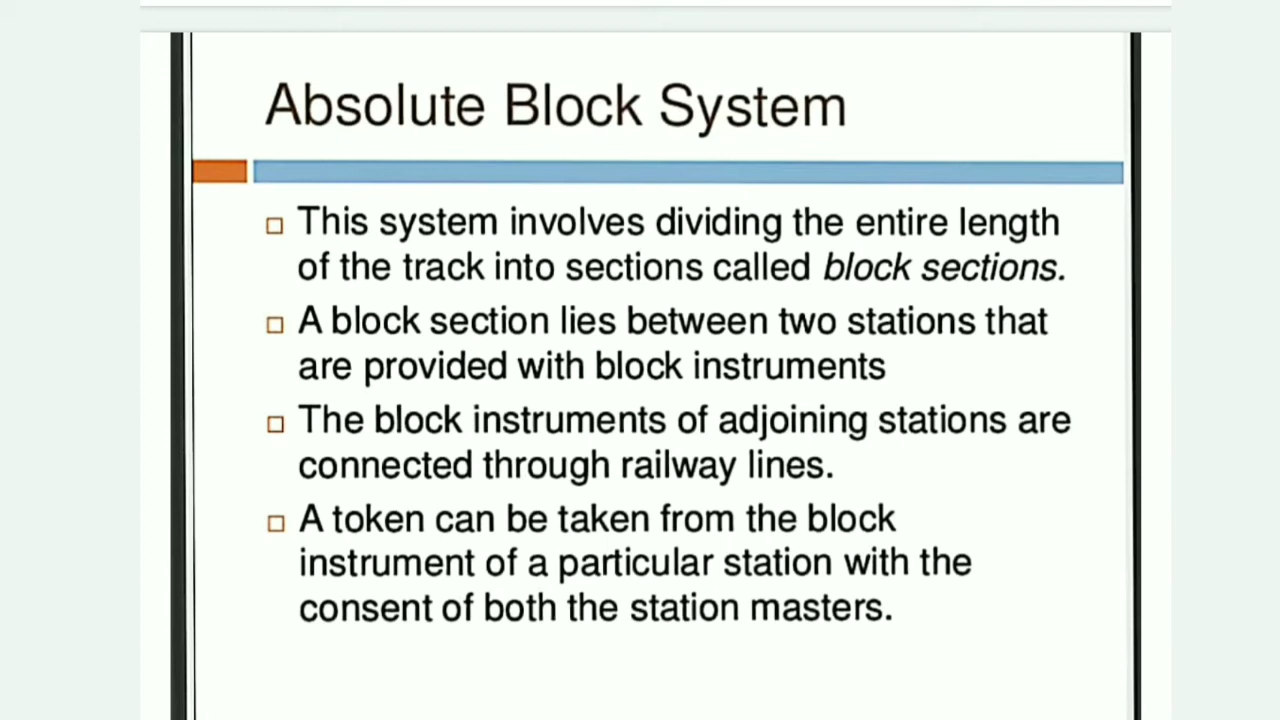 Absolute Block System
This system involves dividing the entire length
of the track into sections called block sections.
A block section lies between two stations that
are provided with block instruments
The block instruments of adjoining stations are
connected through railway lines.
A token can be taken from the block
instrument of a particular station with the
consent of both the station masters.